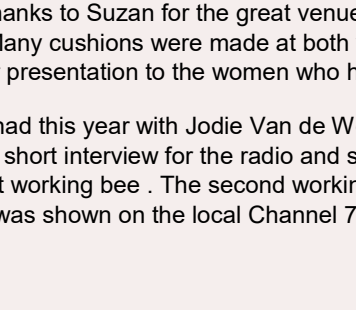 anks to Suzan for the great venue
any cushions were made at both
presentation to the women who h
had this year with Jodie Van de W
short interview for the radio and s
t working bee . The second workin
was shown on the local Channel 7